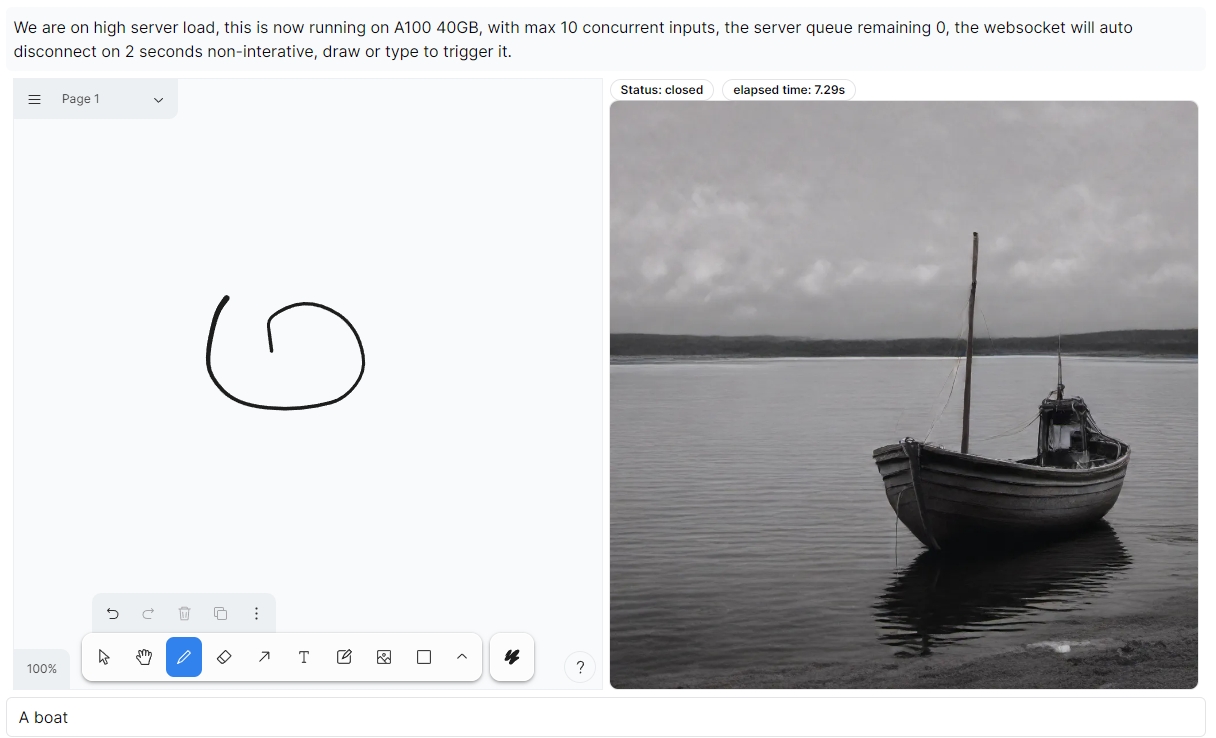 We are on high server load, this is now running on A100 40GB, with max 10 concurrent inputs, the server queue remaining 0, the websocket will auto
disconnect on 2 seconds non-interative, draw or type to trigger it.
Page 1
Status: closed
elapsed time: 7.29s
100%
T
?
A boat